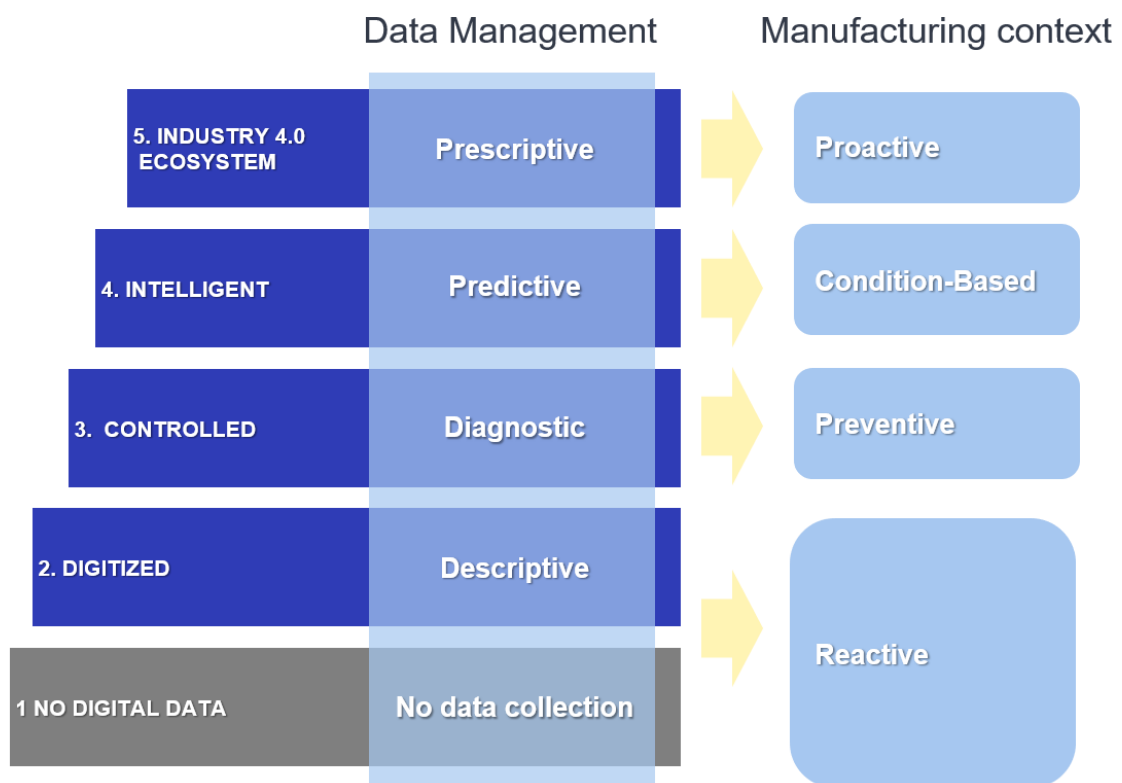 Data Management
Manufacturing context
5. INDUSTRY 4.0
ECOSYSTEM
Prescriptive
Proactive
4. INTELLIGENT
Predictive
Condition-Based
3. CONTROLLED
Diagnostic
Preventive
2. DIGITIZED
Descriptive
Reactive
1 NO DIGITAL DATA
No data collection